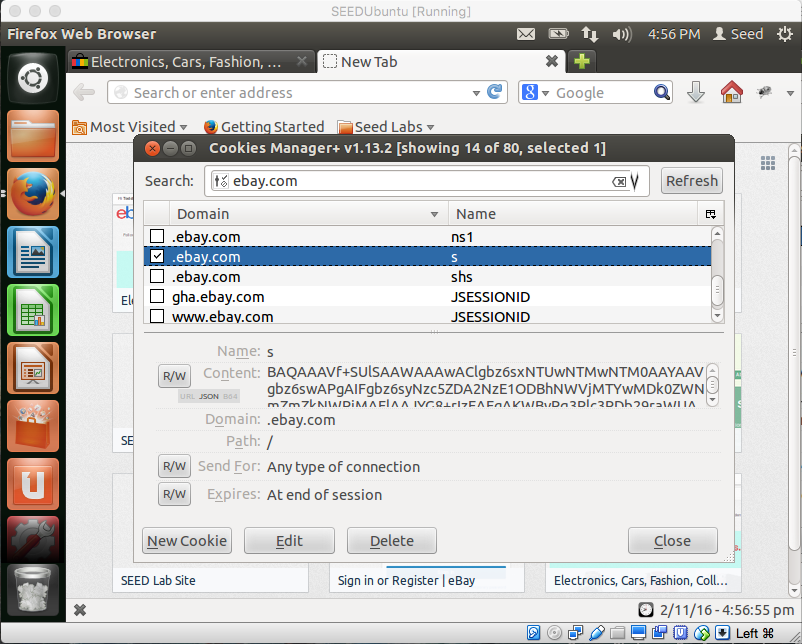 SEEDUbuntu [Running]
Firefox Web Browser
4:56 PM Seed
Electronics, Cars, Fashion, ...
New Tab
Search or enter address
Google
Most Visited
Getting Started
Seed Labs
Cookies Manager+ v1.13.2 [showing 14 of 80, selected 1]
Search: ebay.com
Refresh
Domain Name
.ebay.com ns1
.ebay.com s
.ebay.com shs
gha.ebay.com JSESSIONID
www.ebay.com JSESSIONID
Name: s
R/W Content: BAQAAAVf+SUlSAAWAAAwAClgbz6sxNTUwNTMwNTM0AAYAAV
URL JSON B64 gbz6swAPgAIFgbz6syNzc5ZDA2NzE1ODBhNWVjMTYwMDk0ZWN
Domain: .ebay.com
Path: /
R/W Send For: Any type of connection
R/W Expires: At end of session
New Cookie
Edit
Delete
Close
SEED Lab Site
Sign in or Register | eBay
Electronics, Cars, Fashion, Coll...
2/11/16 - 4:56:55 pm
Left ⌘